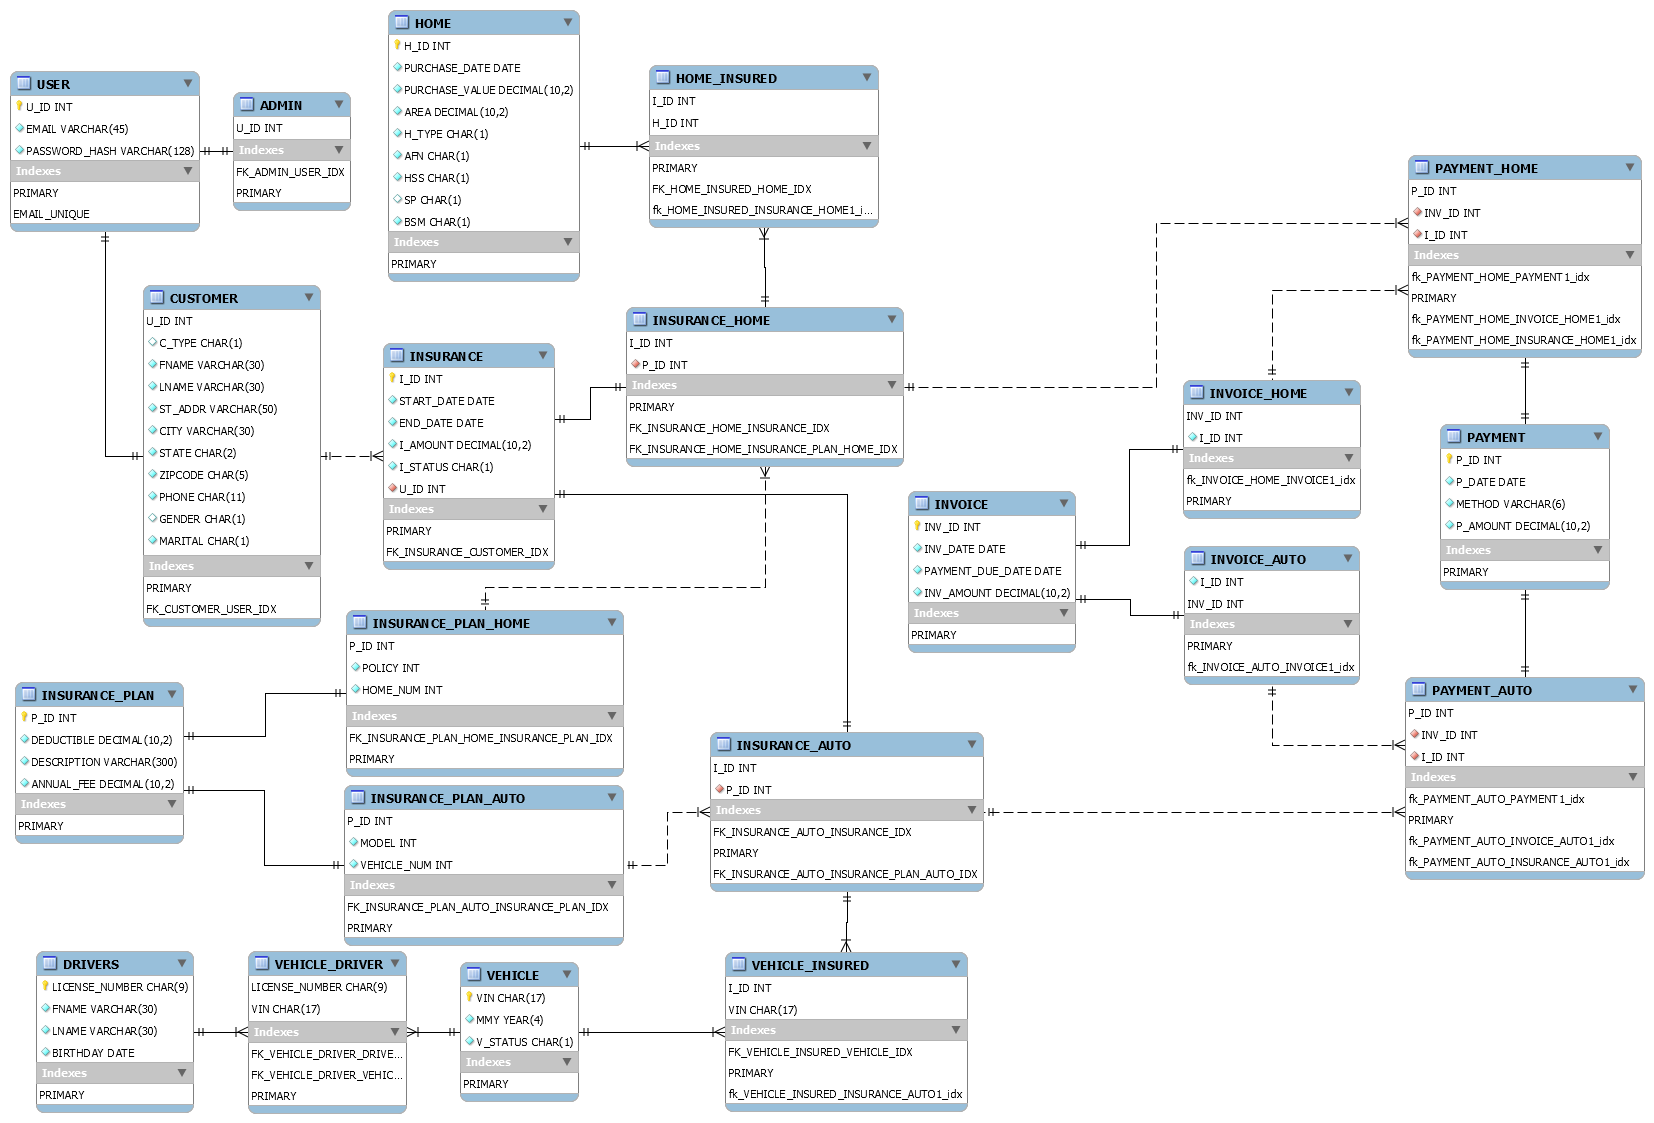 HOME
H_ID INT
PURCHASE_DATE DATE
PURCHASE_VALUE DECIMAL(10,2)
AREA DECIMAL(10,2)
H_TYPE CHAR(1)
AFN CHAR(1)
HSS CHAR(1)
SP CHAR(1)
BSM CHAR(1)
Indexes
PRIMARY
USER
U_ID INT
EMAIL VARCHAR(45)
PASSWORD_HASH VARCHAR(128)
Indexes
PRIMARY
EMAIL_UNIQUE
ADMIN
U_ID INT
Indexes
FK_ADMIN_USER_IDX
PRIMARY
HOME_INSURED
I_ID INT
H_ID INT
Indexes
PRIMARY
FK_HOME_INSURED_HOME_IDX
fk_HOME_INSURED_INSURANCE_HOME1_i...
PAYMENT_HOME
P_ID INT
INV_ID INT
I_ID INT
Indexes
fk_PAYMENT_HOME_PAYMENT1_idx
PRIMARY
fk_PAYMENT_HOME_INVOICE_HOME1_idx
fk_PAYMENT_HOME_INSURANCE_HOME1_idx
CUSTOMER
U_ID INT
C_TYPE CHAR(1)
FNAME VARCHAR(30)
LNAME VARCHAR(30)
ST_ADDR VARCHAR(50)
CITY VARCHAR(30)
STATE CHAR(2)
ZIPCODE CHAR(5)
PHONE CHAR(11)
GENDER CHAR(1)
MARITAL CHAR(1)
Indexes
PRIMARY
FK_CUSTOMER_USER_IDX
INSURANCE
I_ID INT
START_DATE DATE
END_DATE DATE
I_AMOUNT DECIMAL(10,2)
I_STATUS CHAR(1)
U_ID INT
Indexes
PRIMARY
FK_INSURANCE_CUSTOMER_IDX
INSURANCE_HOME
I_ID INT
P_ID INT
Indexes
PRIMARY
FK_INSURANCE_HOME_INSURANCE_IDX
FK_INSURANCE_HOME_INSURANCE_PLAN_HOME_IDX
INVOICE_HOME
INV_ID INT
I_ID INT
Indexes
fk_INVOICE_HOME_INVOICE1_idx
PRIMARY
PAYMENT
P_ID INT
P_DATE DATE
METHOD VARCHAR(6)
P_AMOUNT DECIMAL(10,2)
Indexes
PRIMARY
INVOICE
INV_ID INT
INV_DATE DATE
PAYMENT_DUE_DATE DATE
INV_AMOUNT DECIMAL(10,2)
Indexes
PRIMARY
INVOICE_AUTO
I_ID INT
INV_ID INT
Indexes
PRIMARY
fk_INVOICE_AUTO_INVOICE1_idx
INSURANCE_PLAN_HOME
P_ID INT
POLICY INT
HOME_NUM INT
Indexes
FK_INSURANCE_PLAN_HOME_INSURANCE_PLAN_IDX
PRIMARY
INSURANCE_PLAN
P_ID INT
DEDUCTIBLE DECIMAL(10,2)
DESCRIPTION VARCHAR(300)
ANNUAL_FEE DECIMAL(10,2)
Indexes
PRIMARY
INSURANCE_PLAN_AUTO
P_ID INT
MODEL INT
VEHICLE_NUM INT
Indexes
FK_INSURANCE_PLAN_AUTO_INSURANCE_PLAN_IDX
PRIMARY
INSURANCE_AUTO
I_ID INT
P_ID INT
Indexes
FK_INSURANCE_AUTO_INSURANCE_IDX
PRIMARY
FK_INSURANCE_AUTO_INSURANCE_PLAN_AUTO_IDX
PAYMENT_AUTO
P_ID INT
INV_ID INT
I_ID INT
Indexes
fk_PAYMENT_AUTO_PAYMENT1_idx
PRIMARY
fk_PAYMENT_AUTO_INVOICE_AUTO1_idx
fk_PAYMENT_AUTO_INSURANCE_AUTO1_idx
DRIVERS
LICENSE_NUMBER CHAR(9)
FNAME VARCHAR(30)
LNAME VARCHAR(30)
BIRTHDAY DATE
Indexes
PRIMARY
VEHICLE_DRIVER
LICENSE_NUMBER CHAR(9)
VIN CHAR(17)
Indexes
FK_VEHICLE_DRIVER_DRIVE...
FK_VEHICLE_DRIVER_VEHIC...
PRIMARY
VEHICLE
VIN CHAR(17)
MMY YEAR(4)
V_STATUS CHAR(1)
Indexes
PRIMARY
VEHICLE_INSURED
I_ID INT
VIN CHAR(17)
Indexes
FK_VEHICLE_INSURED_VEHICLE_IDX
PRIMARY
fk_VEHICLE_INSURED_INSURANCE_AUTO1_idx